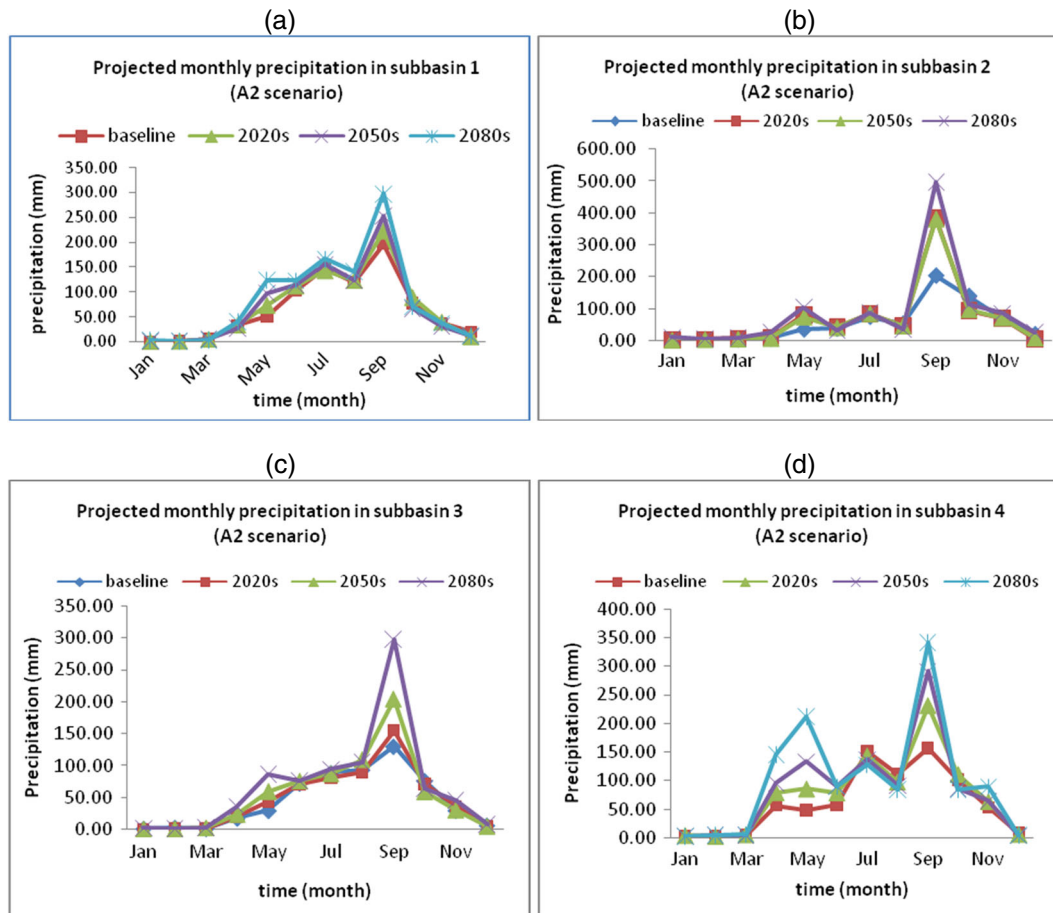 (a)
Projected monthly precipitation in subbasin 1
(A2 scenario)
baseline 2020s 2050s 2080s
precipitation (mm)
350.00
300.00
250.00
200.00
150.00
100.00
50.00
0.00
Jan Mar May Jul Sep Nov
time (month)
(b)
Projected monthly precipitation in subbasin 2
(A2 scenario)
baseline 2020s 2050s 2080s
Precipitation (mm)
600.00
500.00
400.00
300.00
200.00
100.00
0.00
Jan Mar May Jul Sep Nov
time (month)
(c)
Projected monthly precipitation in subbasin 3
(A2 scenario)
baseline 2020s 2050s 2080s
Precipitation (mm)
350.00
300.00
250.00
200.00
150.00
100.00
50.00
0.00
Jan Mar May Jul Sep Nov
time (month)
(d)
Projected monthly precipitation in subbasin 4
(A2 scenario)
baseline 2020s 2050s 2080s
Precipitation (mm)
400.00
350.00
300.00
250.00
200.00
150.00
100.00
50.00
0.00
Jan Mar May Jul Sep Nov
time (month)